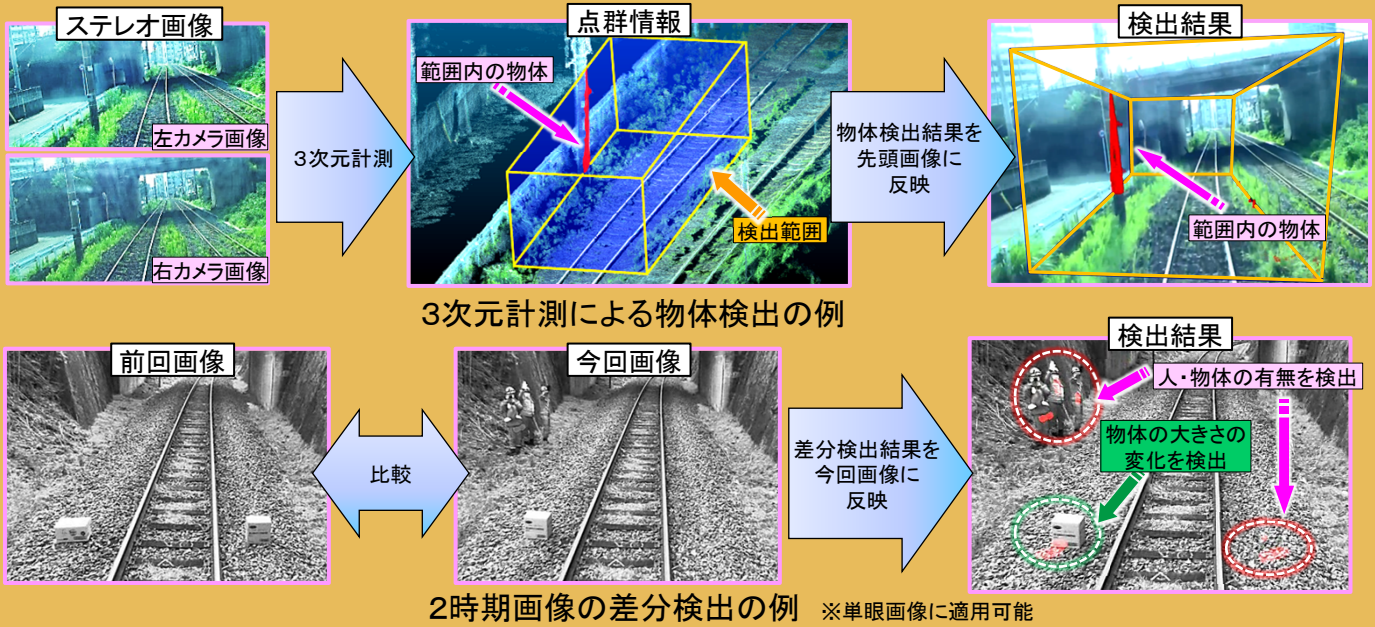 ステレオ画像
左カメラ画像
右カメラ画像
3次元計測
点群情報
範囲内の物体
検出範囲
物体検出結果を
先頭画像に
反映
検出結果
範囲内の物体
3次元計測による物体検出の例
前回画像
比較
今回画像
差分検出結果を
今回画像に
反映
検出結果
人・物体の有無を検出
物体の大きさの
変化を検出
2時期画像の差分検出の例 ※単眼画像に適用可能